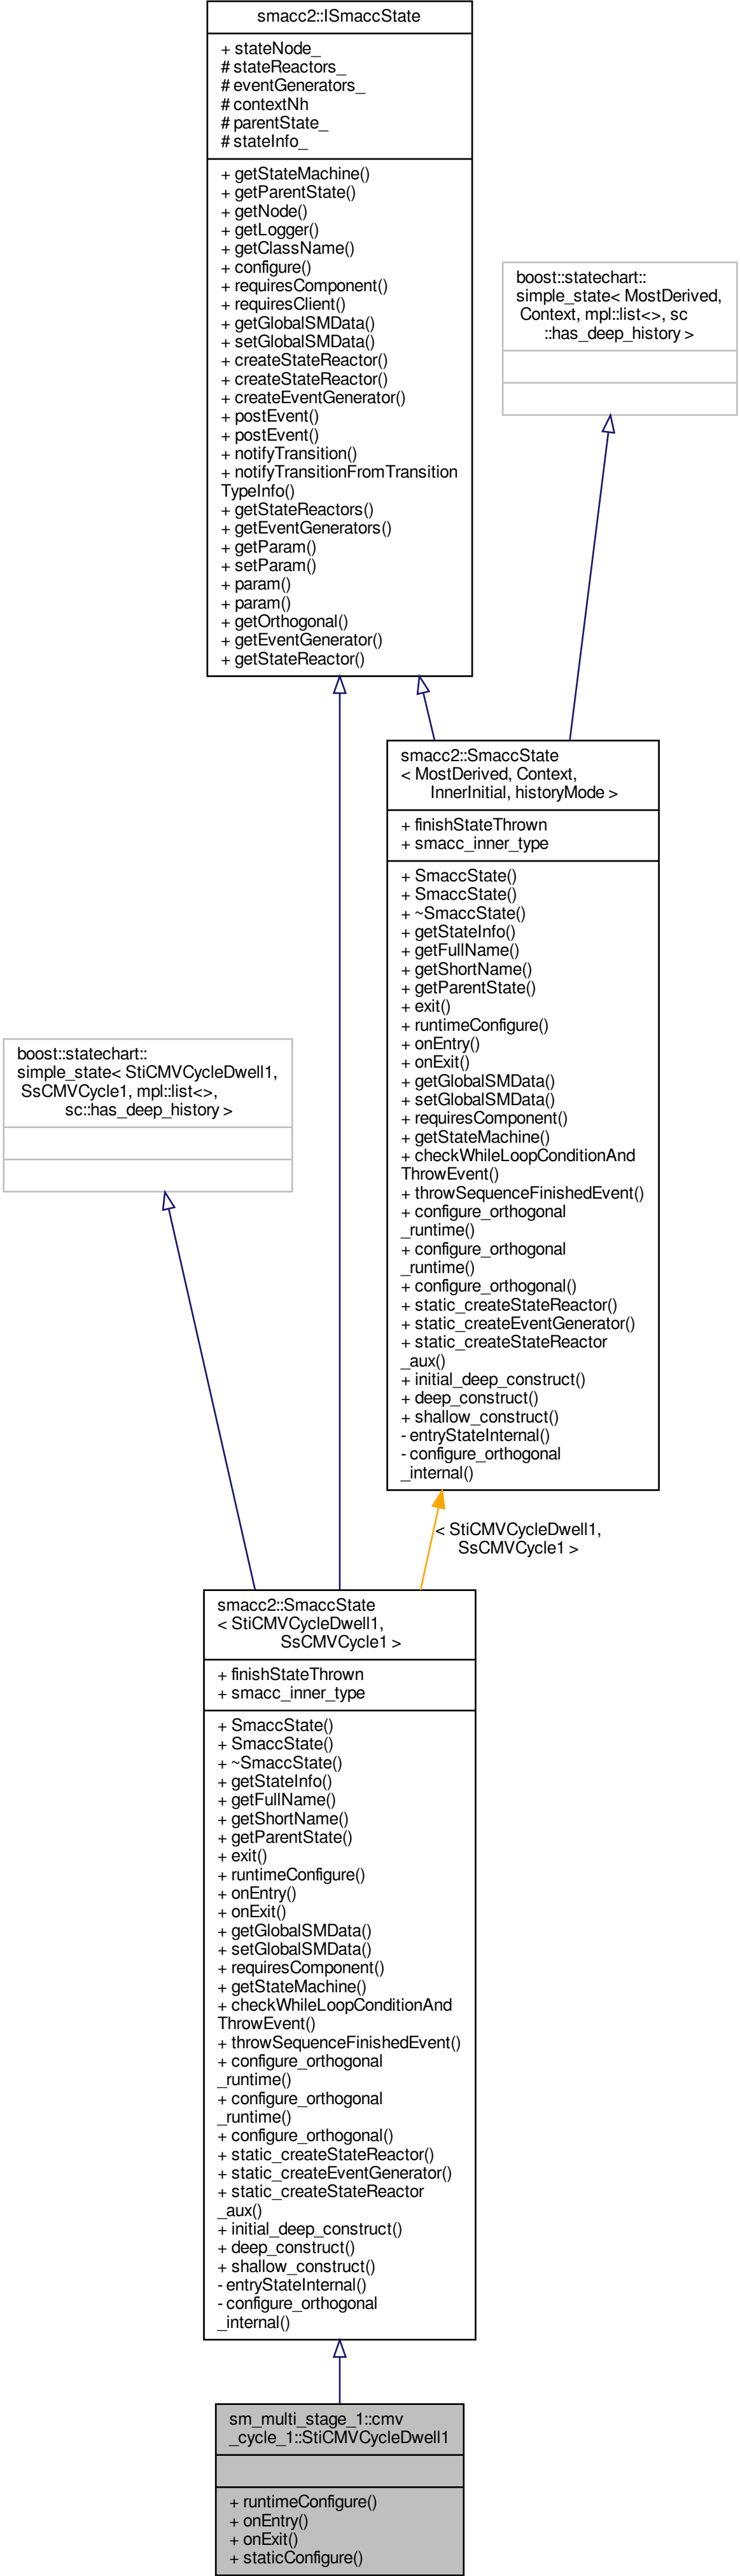 smacc2::ISmaccState
+ stateNode_
# stateReactors_
# eventGenerators_
# contextNh
# parentState_
# stateInfo_
+ getStateMachine()
+ getParentState()
+ getNode()
+ getLogger()
+ getClassName()
+ configure()
+ requiresComponent()
+ requiresClient()
+ getGlobalSMData()
+ setGlobalSMData()
+ createStateReactor()
+ createStateReactor()
+ createEventGenerator()
+ postEvent()
+ postEvent()
+ notifyTransition()
+ notifyTransitionFromTransition
TypeInfo()
+ getStateReactors()
+ getEventGenerators()
+ getParam()
+ setParam()
+ param()
+ param()
+ getOrthogonal()
+ getEventGenerator()
+ getStateReactor()
boost::statechart::
simple_state< MostDerived,
Context, mpl::list<>, sc
::has_deep_history >
smacc2::SmaccState
< MostDerived, Context,
InnerInitial, historyMode >
+ finishStateThrown
+ smacc_inner_type
+ SmaccState()
+ SmaccState()
+ ~SmaccState()
+ getStateInfo()
+ getFullName()
+ getShortName()
+ getParentState()
+ exit()
+ runtimeConfigure()
+ onEntry()
+ onExit()
+ getGlobalSMData()
+ setGlobalSMData()
+ requiresComponent()
+ getStateMachine()
+ checkWhileLoopConditionAnd
ThrowEvent()
+ throwSequenceFinishedEvent()
+ configure_orthogonal
_runtime()
+ configure_orthogonal
_runtime()
+ configure_orthogonal()
+ static_createStateReactor()
+ static_createEventGenerator()
+ static_createStateReactor
_aux()
+ initial_deep_construct()
+ deep_construct()
+ shallow_construct()
- entryStateInternal()
- configure_orthogonal
_internal()
boost::statechart::
simple_state< StiCMVCycleDwell1,
SsCMVCycle1, mpl::list<>,
sc::has_deep_history >
< StiCMVCycleDwell1,
SsCMVCycle1 >
smacc2::SmaccState
< StiCMVCycleDwell1,
SsCMVCycle1 >
+ finishStateThrown
+ smacc_inner_type
+ SmaccState()
+ SmaccState()
+ ~SmaccState()
+ getStateInfo()
+ getFullName()
+ getShortName()
+ getParentState()
+ exit()
+ runtimeConfigure()
+ onEntry()
+ onExit()
+ getGlobalSMData()
+ setGlobalSMData()
+ requiresComponent()
+ getStateMachine()
+ checkWhileLoopConditionAnd
ThrowEvent()
+ throwSequenceFinishedEvent()
+ configure_orthogonal
_runtime()
+ configure_orthogonal
_runtime()
+ configure_orthogonal()
+ static_createStateReactor()
+ static_createEventGenerator()
+ static_createStateReactor
_aux()
+ initial_deep_construct()
+ deep_construct()
+ shallow_construct()
- entryStateInternal()
- configure_orthogonal
_internal()
sm_multi_stage_1::cmv
_cycle_1::StiCMVCycleDwell1
+ runtimeConfigure()
+ onEntry()
+ onExit()
+ staticConfigure()